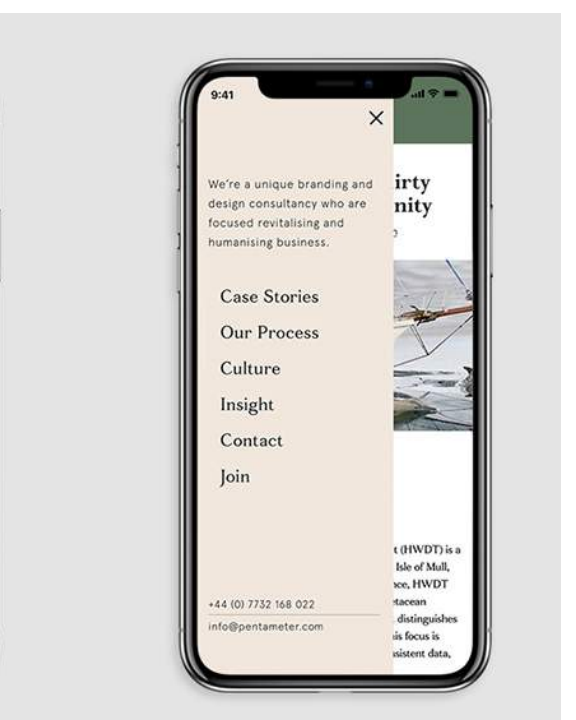 9:41
We're a unique branding and
design consultancy who are
focused revitalising and
humanising business.
Case Stories
Our Process
Culture
Insight
Contact
Join
+44 (0) 7732 168 022
info@pentameter.com
irty
nity
t (HWDT) is a
Isle of Mull,
nce, HWDT
etacean
distinguishes
is focus is
sistent data,